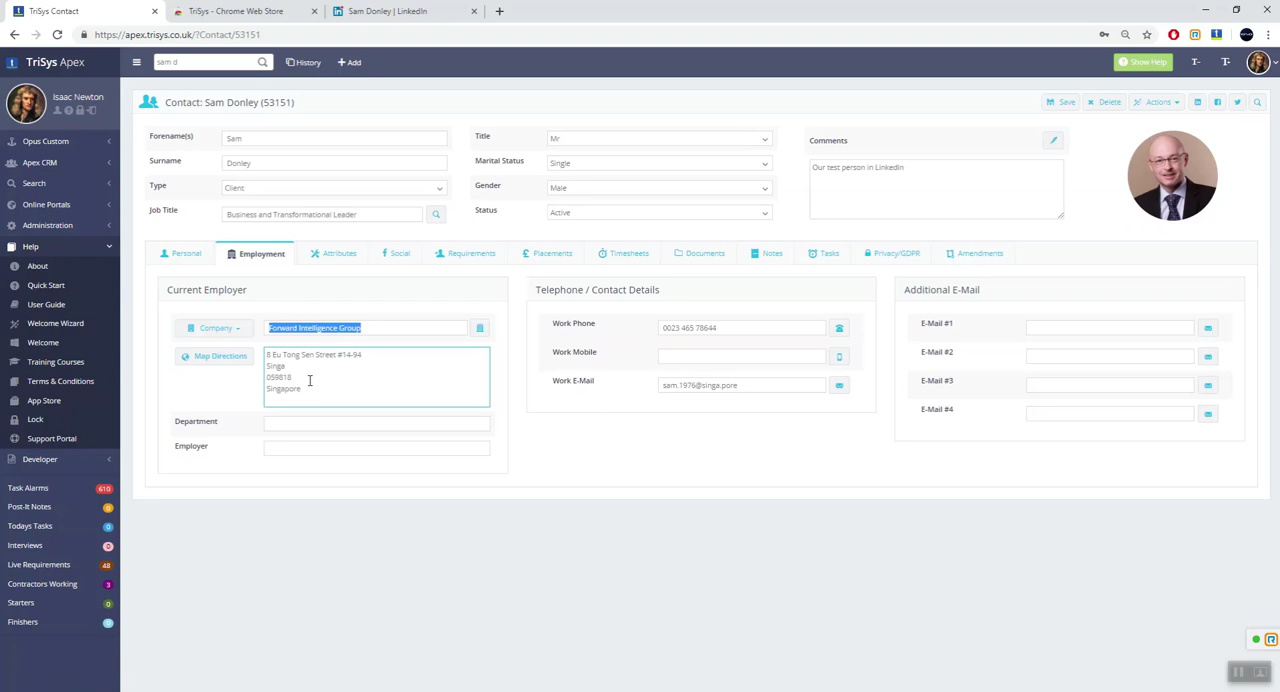 TriSys Contact
TriSys - Chrome Web Store
Sam Donley | LinkedIn
https://apex.trisys.co.uk/?Contact/53151
TriSys Apex
sam d
History
Add
Show Help
T-
T-
Isaac Newton
Opus Custom
Apex CRM
Search
Online Portals
Administration
Help
About
Quick Start
User Guide
Welcome Wizard
Welcome
Training Courses
Terms & Conditions
App Store
Lock
Support Portal
Developer
Task Alarms 610
Post-It Notes 0
Todays Tasks 0
Interviews 0
Live Requirements 48
Contractors Working 3
Starters 0
Finishers 0
Contact: Sam Donley (53151)
Save
Delete
Actions
Forename(s) Sam
Surname Donley
Type Client
Job Title Business and Transformational Leader
Title Mr
Marital Status Single
Gender Male
Status Active
Comments
Our test person in LinkedIn
Personal
Employment
Attributes
Social
Requirements
Placements
Timesheets
Documents
Notes
Tasks
Privacy/GDPR
Amendments
Current Employer
Company Forward Intelligence Group
Map Directions
8 Eu Tong Sen Street #14-94
Singa
059818
Singapore
Department
Employer
Telephone / Contact Details
Work Phone 0023 465 78644
Work Mobile
Work E-Mail sam.1976@singa.pore
Additional E-Mail
E-Mail #1
E-Mail #2
E-Mail #3
E-Mail #4